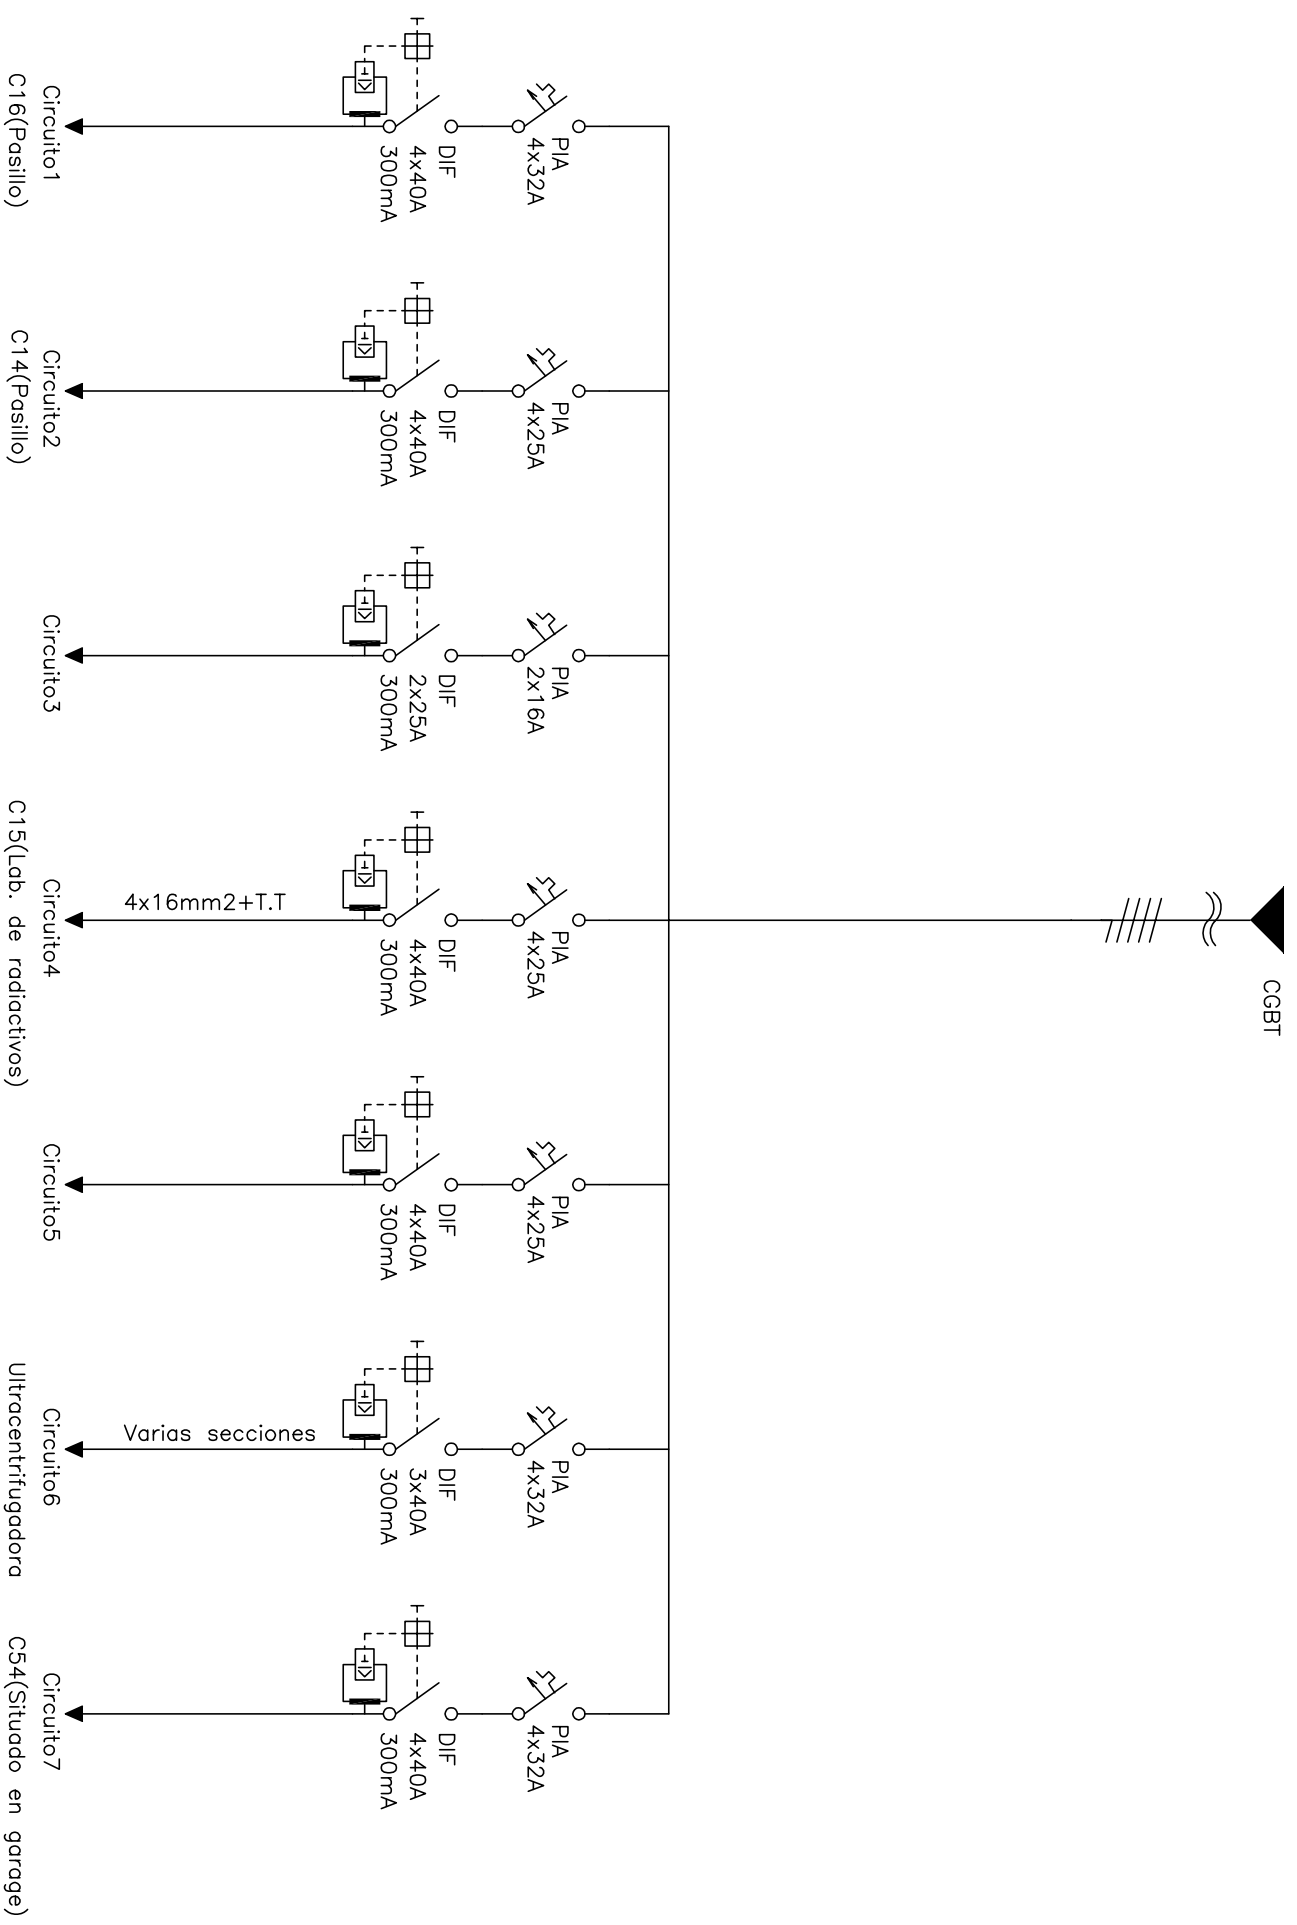 CGBT
PIA
4x32A
DIF
4x40A
300mA
Circuito1
C16(Pasillo)
PIA
4x25A
DIF
4x40A
300mA
Circuito2
C14(Pasillo)
PIA
2x16A
DIF
2x25A
300mA
Circuito3
PIA
4x25A
DIF
4x40A
300mA
4x16mm2+T.T
Circuito4
C15(Lab. de radiactivos)
PIA
4x25A
DIF
4x40A
300mA
Circuito5
PIA
4x32A
DIF
3x40A
300mA
Varias secciones
Circuito6
Ultracentrifugadora
PIA
4x32A
DIF
4x40A
300mA
Circuito7
C54(Situado en garage)